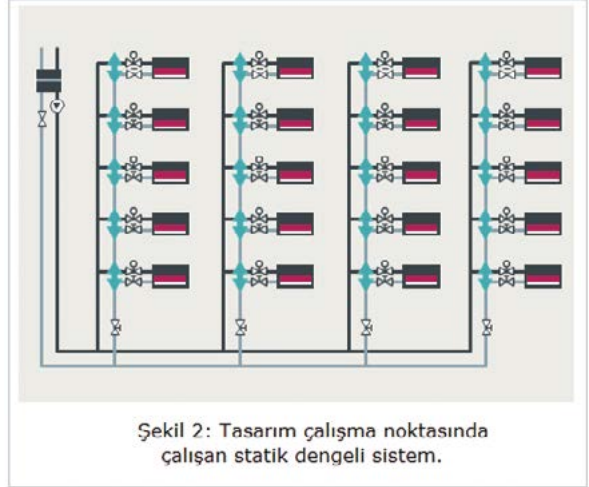 Şekil 2: Tasarım çalışma noktasında
çalışan statik dengeli sistem.